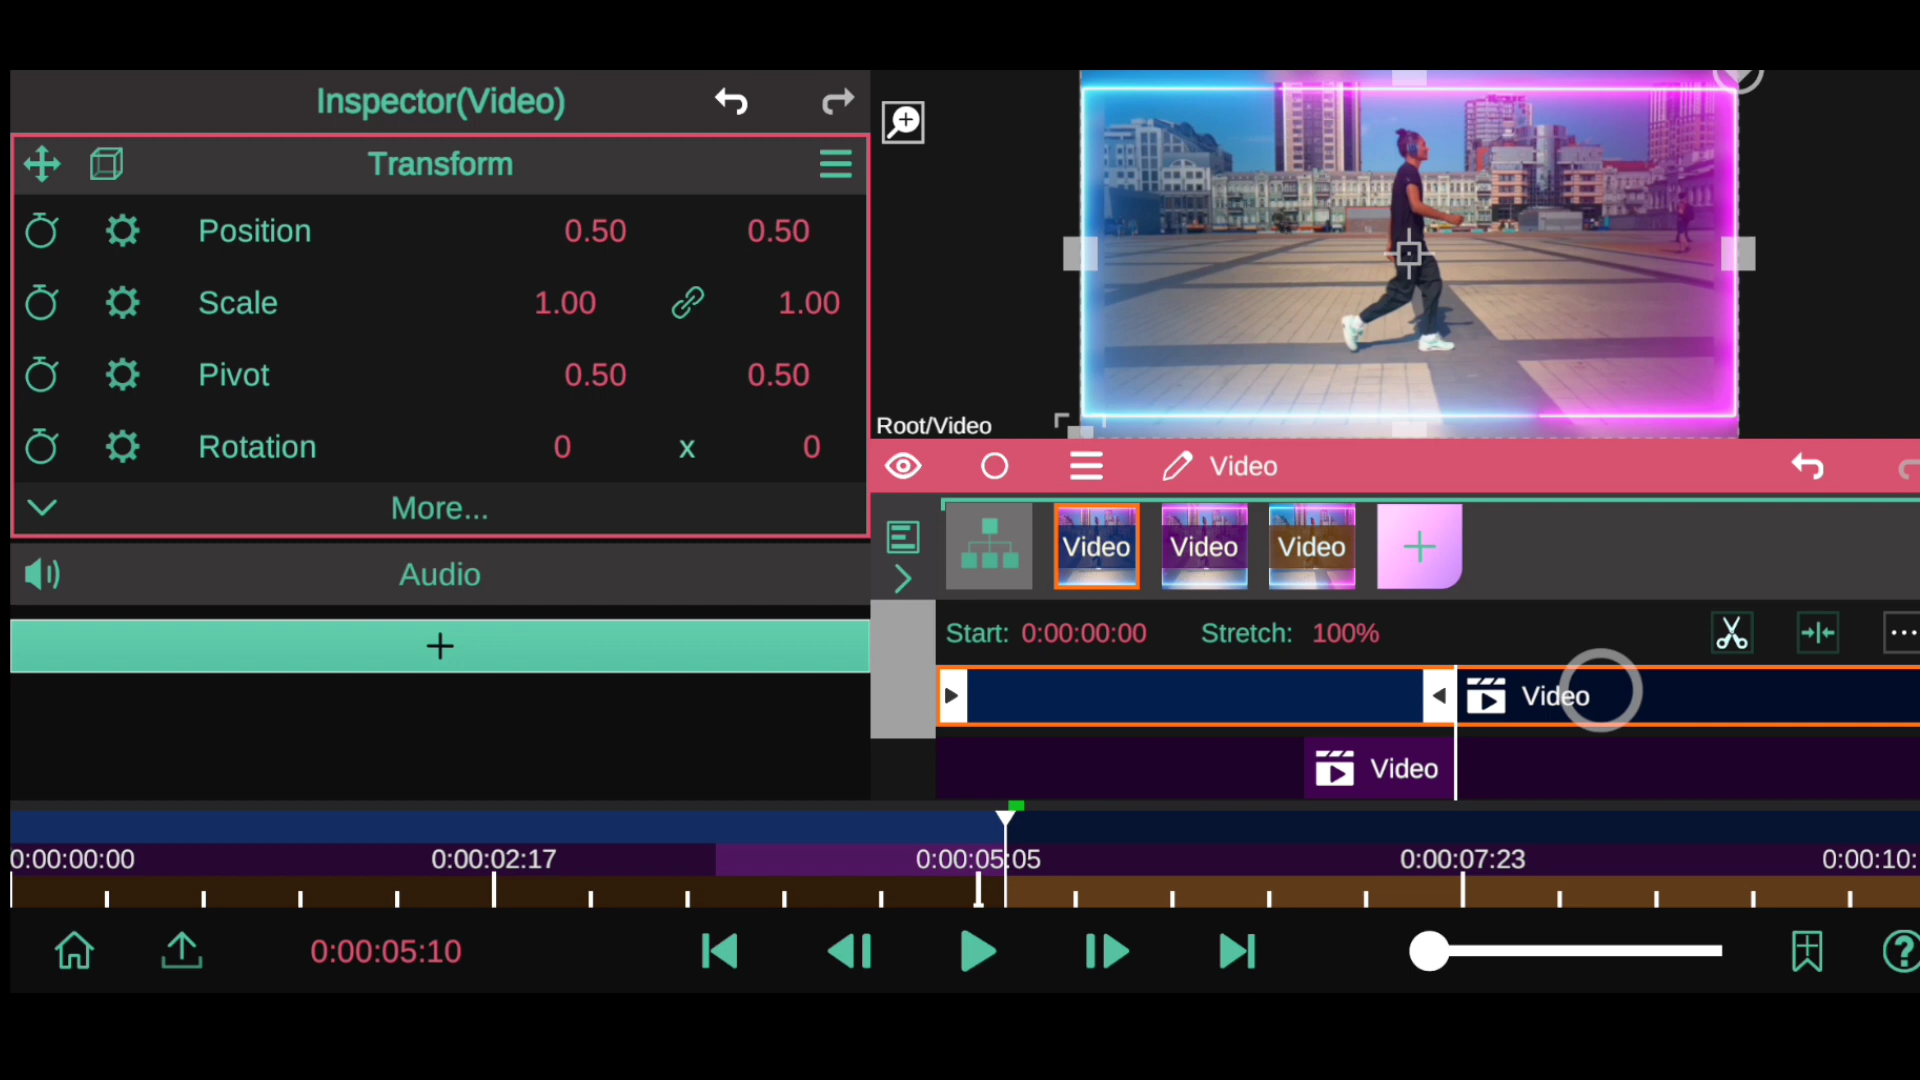 Inspector(Video)
Transform
Position 0.50 0.50
Scale 1.00 1.00
Pivot 0.50 0.50
Rotation 0 x 0
More...
Audio
Root/Video
Video
Video Video Video
Start: 0:00:00:00 Stretch: 100%
Video
Video
0:00:00:00 0:00:02:17 0:00:05:05 0:00:07:23 0:00:10:
0:00:05:10